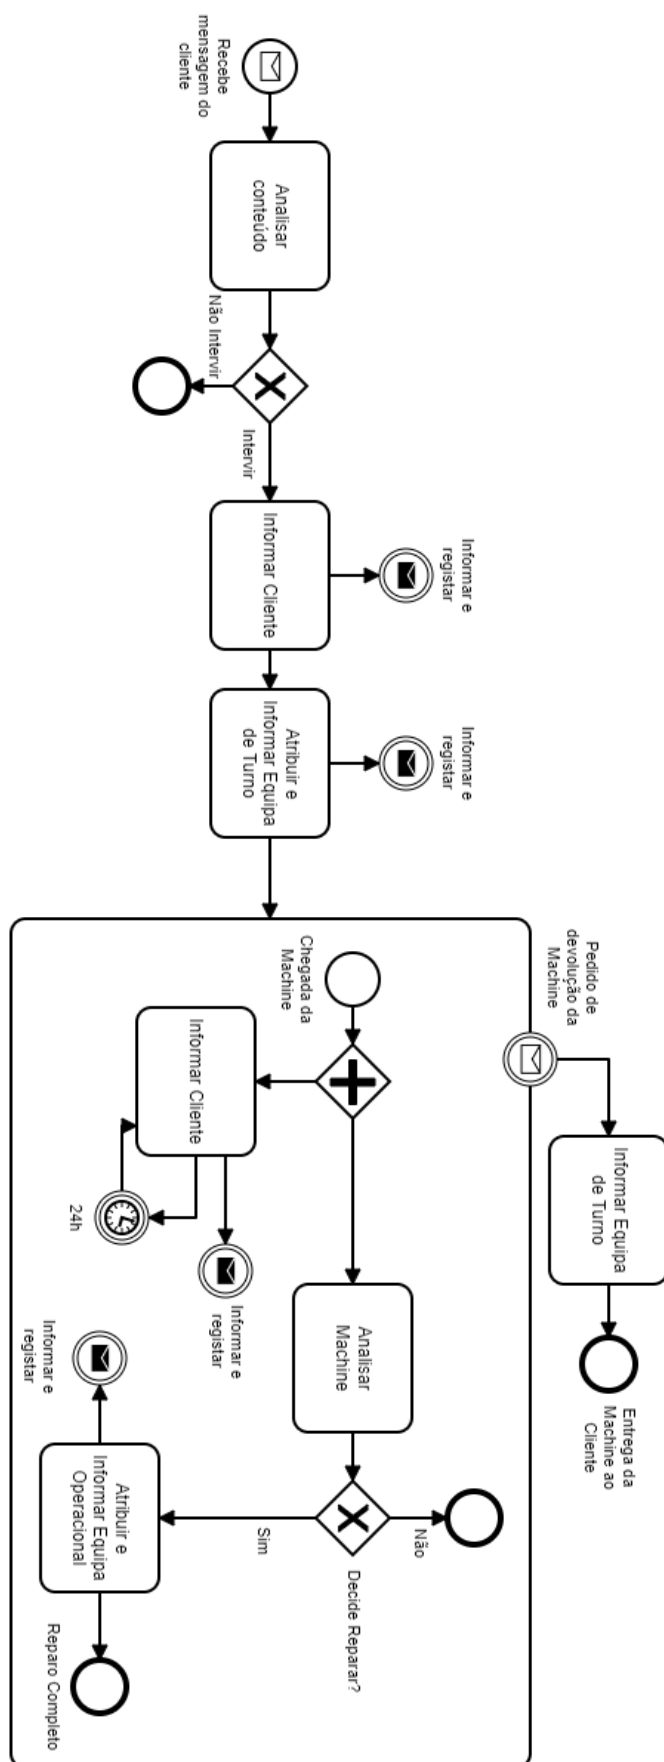 Recebe
mensagem do
cliente
Analisar
conteúdo
Não Intervir
Intervir
Informar Cliente
Informar e
registar
Atribuir e
Informar Equipa
de Turno
Informar e
registar
Pedido de
devolução da
Machine
Informar Equipa
de Turno
Entrega da
Machine ao
Cliente
Chegada da
Machine
Informar Cliente
24h
Informar e
registar
Analisar
Machine
Decide Reparar?
Não
Sim
Atribuir e
Informar Equipa
Operacional
Informar e
registar
Reparo Completo